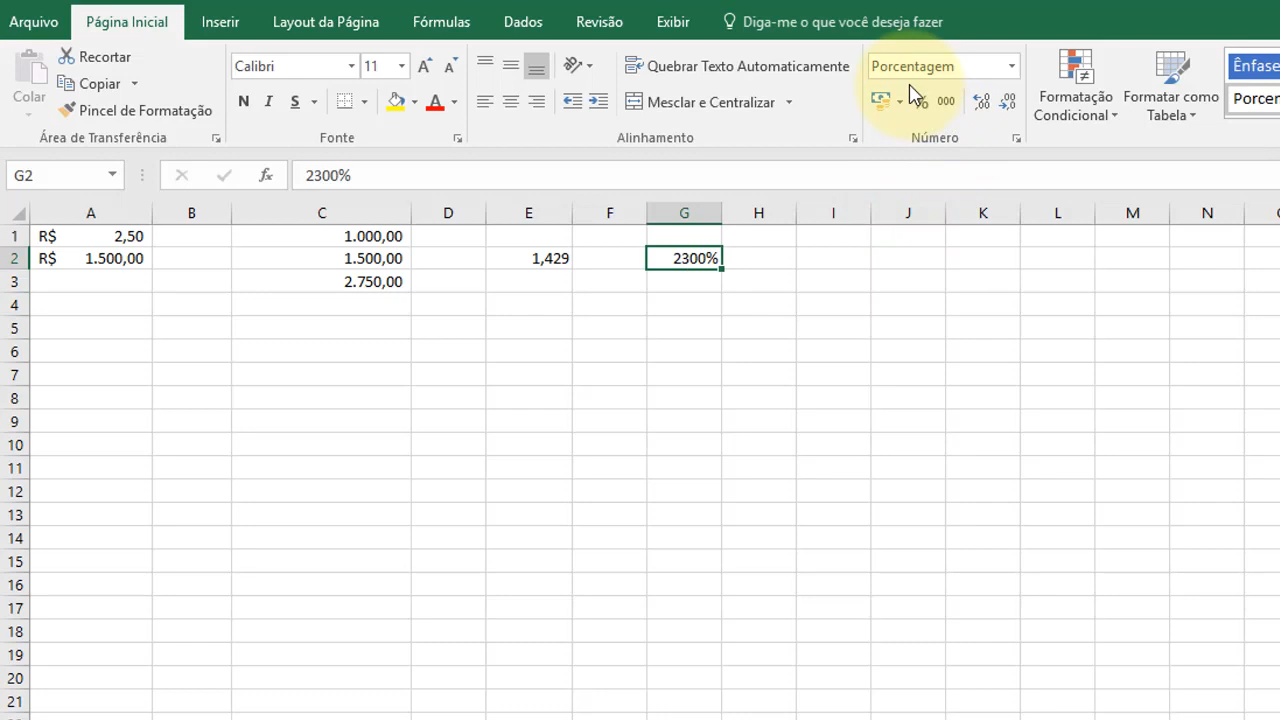 Arquivo Página Inicial Inserir Layout da Página Fórmulas Dados Revisão Exibir Diga-me o que você deseja fazer
Colar
Recortar
Copiar
Pincel de Formatação
Área de Transferência
Calibri 11
N I S
Fonte
Quebrar Texto Automaticamente
Mesclar e Centralizar
Alinhamento
Porcentagem
% 000
Número
Formatação
Condicional
Formatar como
Tabela
G2 fx 2300%
A B C D E F G H I J K L M N
1 R$ 2,50 1.000,00
2 R$ 1.500,00 1.500,00 1,429 2300%
3 2.750,00
4
5
6
7
8
9
10
11
12
13
14
15
16
17
18
19
20
21